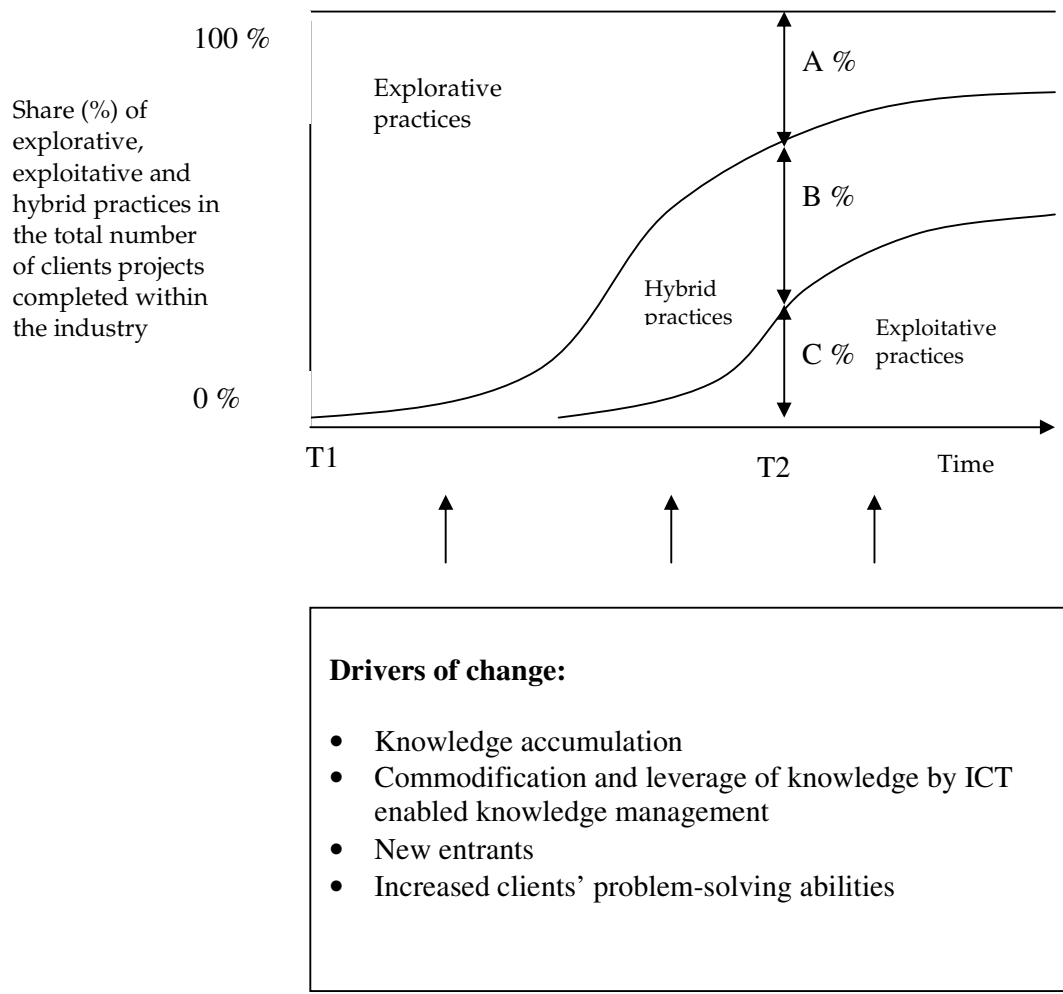 100 %
A %
Explorative
practices
Share (%) of
explorative,
exploitative and
hybrid practices in
the total number
of clients projects
completed within
the industry
B %
Hybrid
practices
Exploitative
practices
C %
0 %
T1
T2
Time
Drivers of change:
• Knowledge accumulation
• Commodification and leverage of knowledge by ICT
enabled knowledge management
• New entrants
• Increased clients’ problem-solving abilities